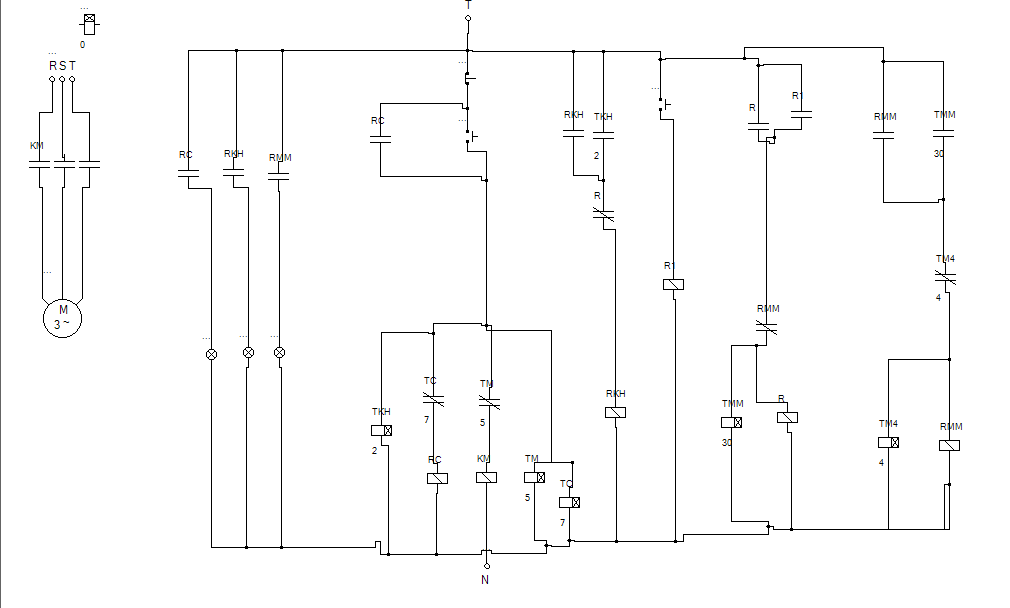 ...
0
...
R S T
KM
...
M
3 ~
T
RC
RKH
RMM
...
...
...
...
...
RC
RKH
TKH
2
R
...
R1
R
R1
RMM
TMM
30
TM4
4
RMM
TKH
2
TC
7
RC
TM
5
KM
TM
5
TC
7
RKH
TMM
30
R
TM4
4
RMM
N